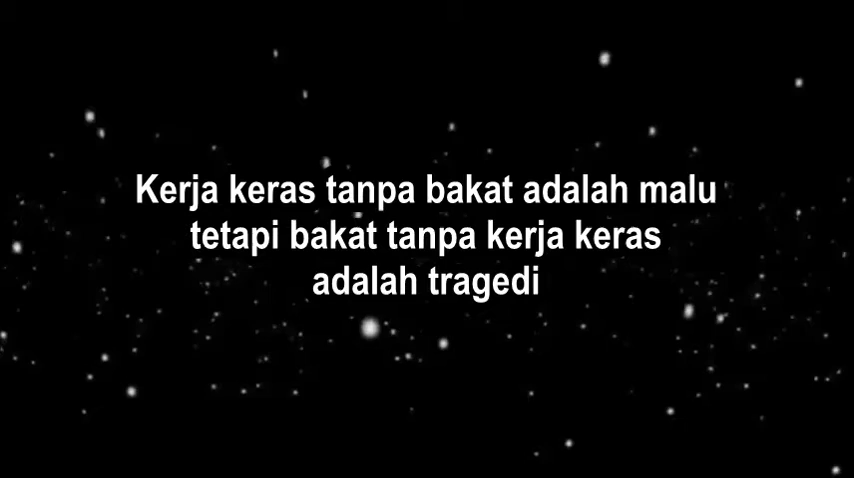 Kerja keras tanpa bakat adalah malu
tetapi bakat tanpa kerja keras
adalah tragedi